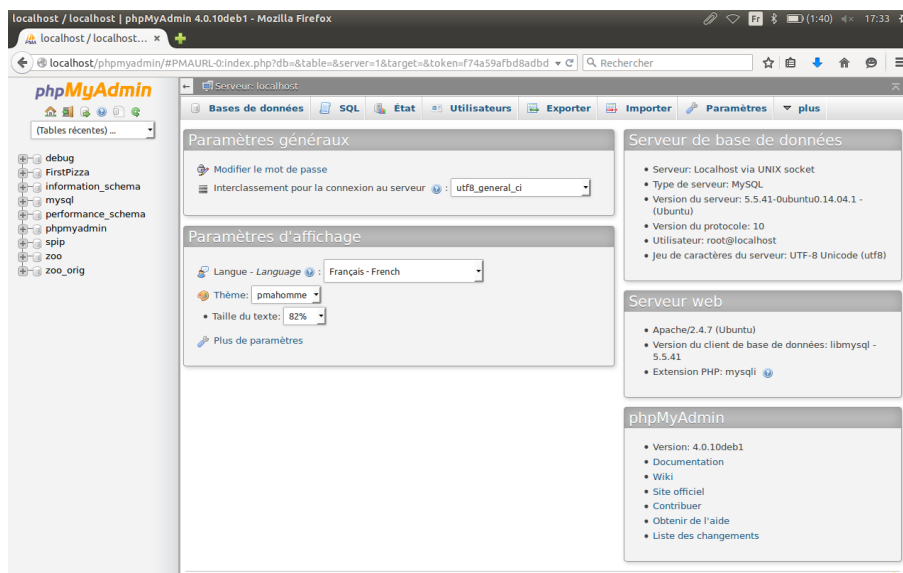 localhost / localhost | phpMyAdmin 4.0.10deb1 - Mozilla Firefox
Fr
(1:40)
17:33
localhost / localhost...
localhost/phpmyadmin/#PMAURL-0:index.php?db=&table=&server=1&target=&token=f74a59afbd8adbd
Rechercher
phpMyAdmin
(Tables récentes) ...
debug
FirstPizza
information_schema
mysql
performance_schema
phpmyadmin
spip
zoo
zoo_orig
Serveur: localhost
Bases de données SQL État Utilisateurs Exporter Importer Paramètres plus
Paramètres généraux
Modifier le mot de passe
Interclassement pour la connexion au serveur : utf8_general_ci
Paramètres d'affichage
Langue - Language : Français - French
Thème: pmahomme
• Taille du texte: 82%
Plus de paramètres
Serveur de base de données
• Serveur: Localhost via UNIX socket
• Type de serveur: MySQL
• Version du serveur: 5.5.41-0ubuntu0.14.04.1 -
(Ubuntu)
• Version du protocole: 10
• Utilisateur: root@localhost
• Jeu de caractères du serveur: UTF-8 Unicode (utf8)
Serveur web
• Apache/2.4.7 (Ubuntu)
• Version du client de base de données: libmysql -
5.5.41
• Extension PHP: mysqli
phpMyAdmin
• Version: 4.0.10deb1
• Documentation
• Wiki
• Site officiel
• Contribuer
• Obtenir de l'aide
• Liste des changements